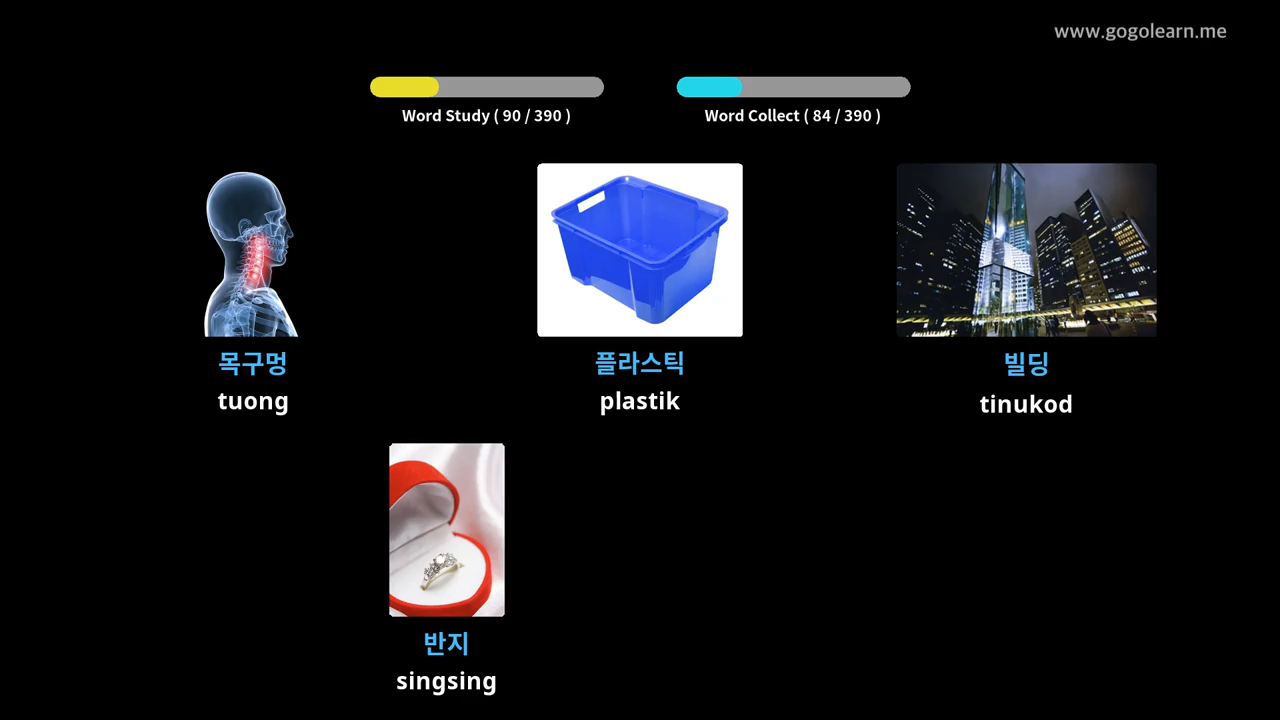 www.gogolearn.me
Word Study ( 90 / 390 )
Word Collect ( 84 / 390 )
목구멍
tuong
플라스틱
plastik
빌딩
tinukod
반지
singsing